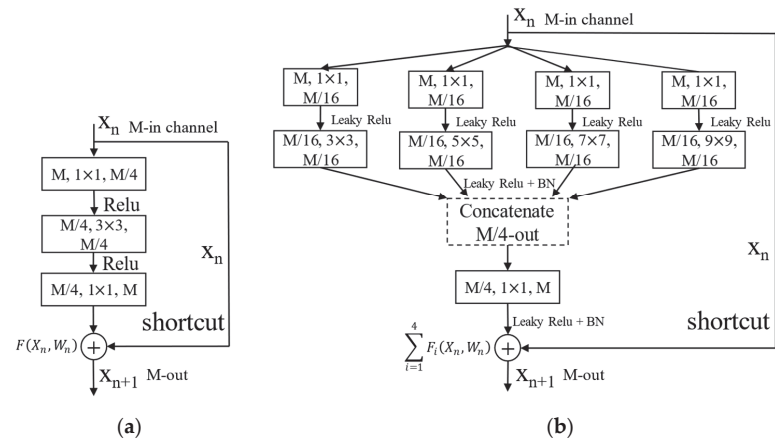 X_n M-in channel
M, 1×1, M/4
Relu
M/4, 3×3,
M/4
Relu
X_n
M/4, 1×1, M
shortcut
F(X_n, W_n) +
X_{n+1} M-out
(a)
X_n M-in channel
M, 1×1,
M/16
M, 1×1,
M/16
M, 1×1,
M/16
M, 1×1,
M/16
Leaky Relu
Leaky Relu
Leaky Relu
Leaky Relu
M/16, 3×3,
M/16
M/16, 5×5,
M/16
M/16, 7×7,
M/16
M/16, 9×9,
M/16
Leaky Relu + BN
Concatenate
M/4-out
X_n
M/4, 1×1, M
Leaky Relu + BN
shortcut
\sum_{i=1}^{4} F_i(X_n, W_n) +
X_{n+1} M-out
(b)